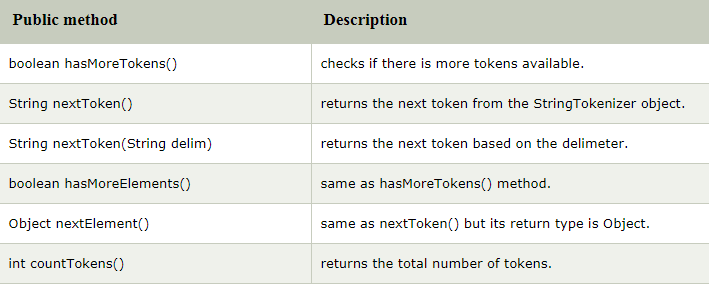 Public method Description
boolean hasMoreTokens() checks if there is more tokens available.
String nextToken() returns the next token from the StringTokenizer object.
String nextToken(String delim) returns the next token based on the delimeter.
boolean hasMoreElements() same as hasMoreTokens() method.
Object nextElement() same as nextToken() but its return type is Object.
int countTokens() returns the total number of tokens.